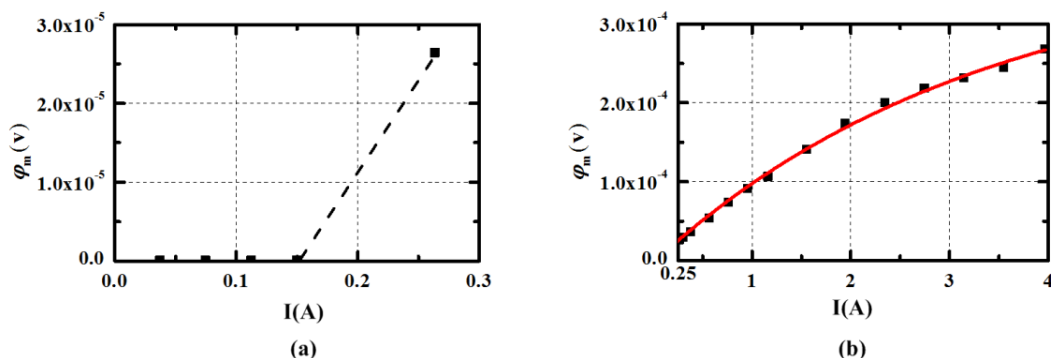 3.0x10⁻⁵
2.0x10⁻⁵
1.0x10⁻⁵
0.0
φm (v)
0.0 0.1 0.2 0.3
I(A)
(a)
3.0x10⁻⁴
2.0x10⁻⁴
1.0x10⁻⁴
0.0
φm (v)
0.25 1 2 3 4
I(A)
(b)